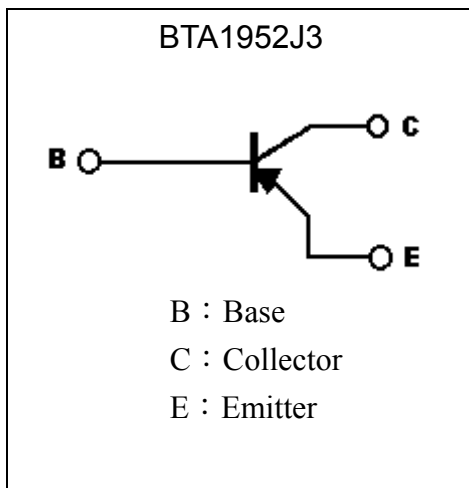 BTA1952J3
C
B
E
B：Base
C：Collector
E：Emitter